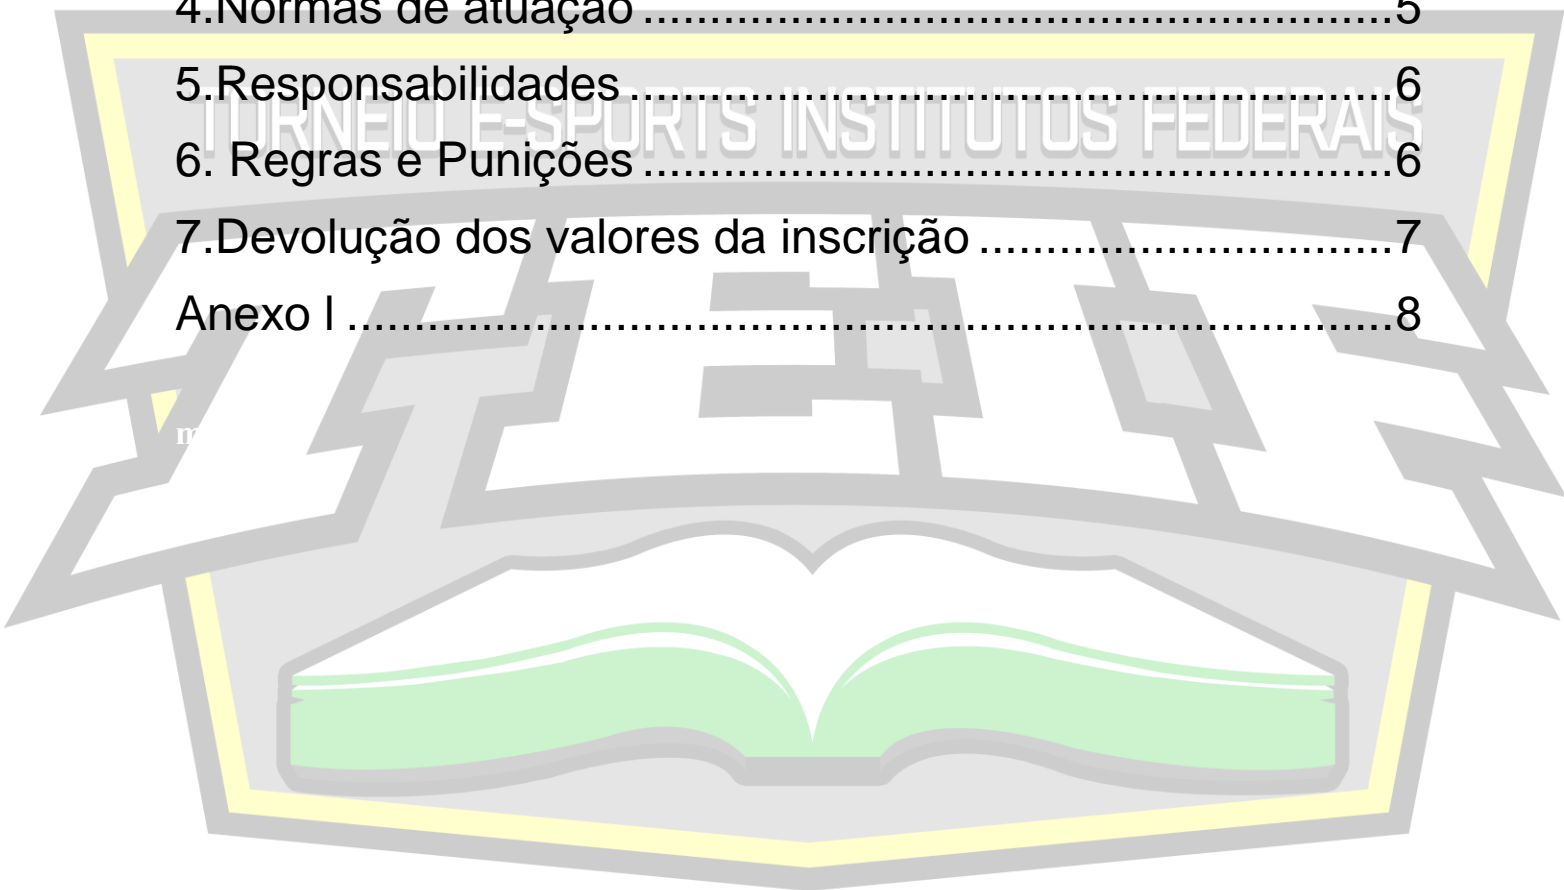 4.Normas de atuação ........................................................5
5.Responsabilidades .........................................................6
TORNEIO E-SPORTS INSTITUTOS FEDERAIS
6. Regras e Punições ........................................................6
7.Devolução dos valores da inscrição ...............................7
Anexo I ..............................................................................8
TEIF
m